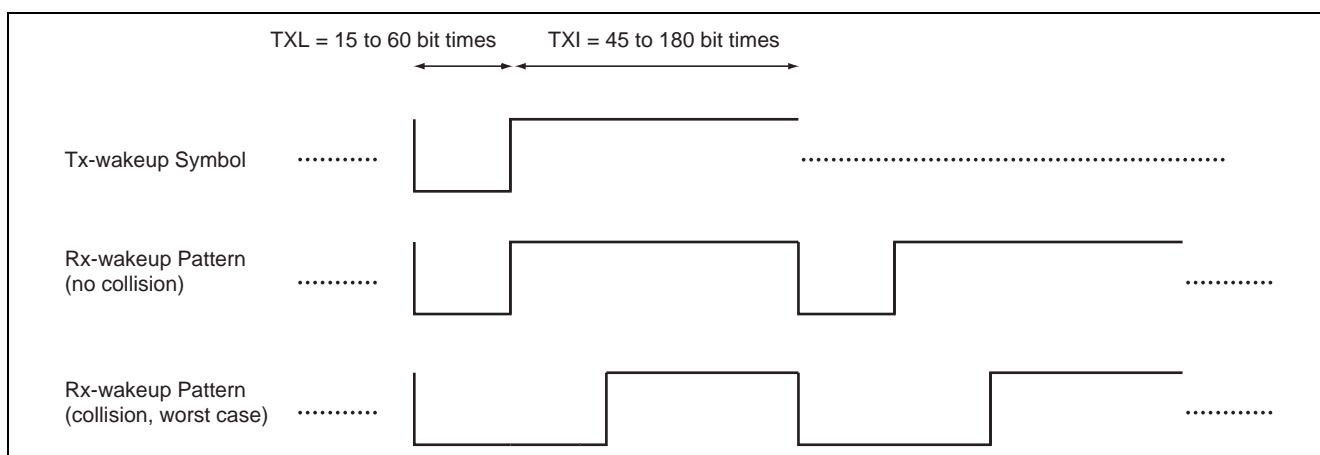 TXL = 15 to 60 bit times
TXI = 45 to 180 bit times
Tx-wakeup Symbol
Rx-wakeup Pattern
(no collision)
Rx-wakeup Pattern
(collision, worst case)